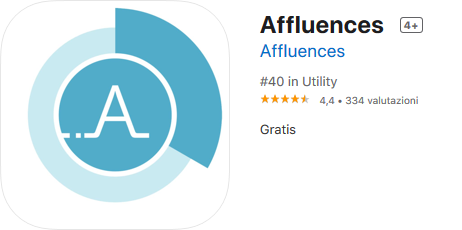 A
Affluences 4+
Affluences
#40 in Utility
4,4 • 334 valutazioni
Gratis